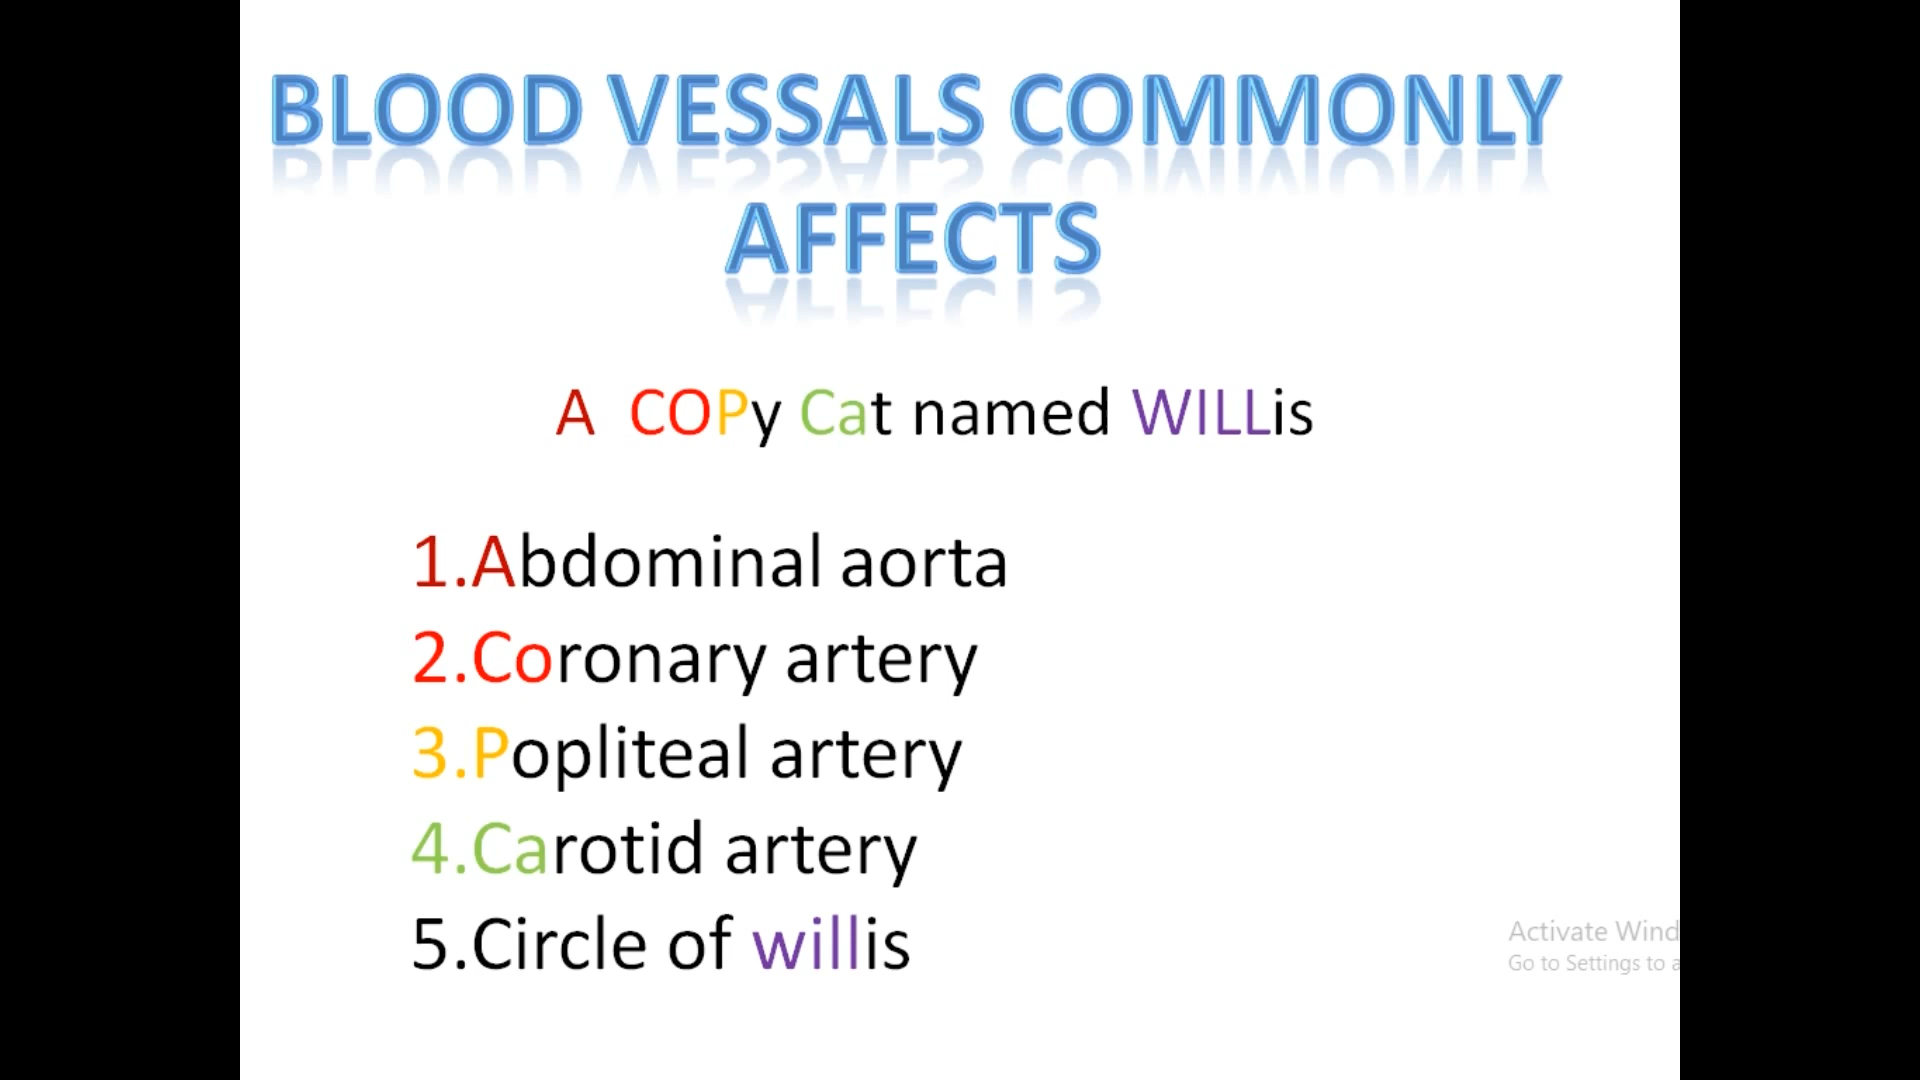 BLOOD VESSALS COMMONLY
AFFECTS
A COPy Cat named WILLis
1.Abdominal aorta
2.Coronary artery
3.Popliteal artery
4.Carotid artery
5.Circle of willis
Activate Wind
Go to Settings to a